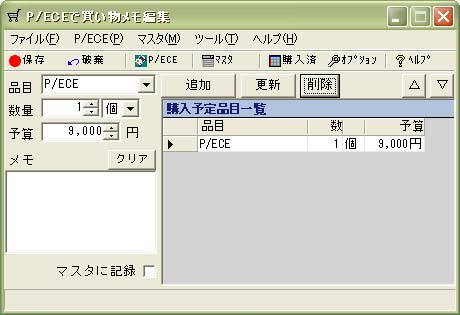 P/ECEで買い物メモ編集
ファイル(F) P/ECE(P) マスタ(M) ツール(T) ヘルプ(H)
保存 破棄 P/ECE ﾏｽﾀ 購入済 ｵﾌﾟｼｮﾝ ﾍﾙﾌﾟ
品目 P/ECE 追加 更新 削除 △ ▽
数量 1 個
予算 9,000 円
メモ クリア
マスタに記録
購入予定品目一覧
品目 数 予算
P/ECE 1 個 9,000円